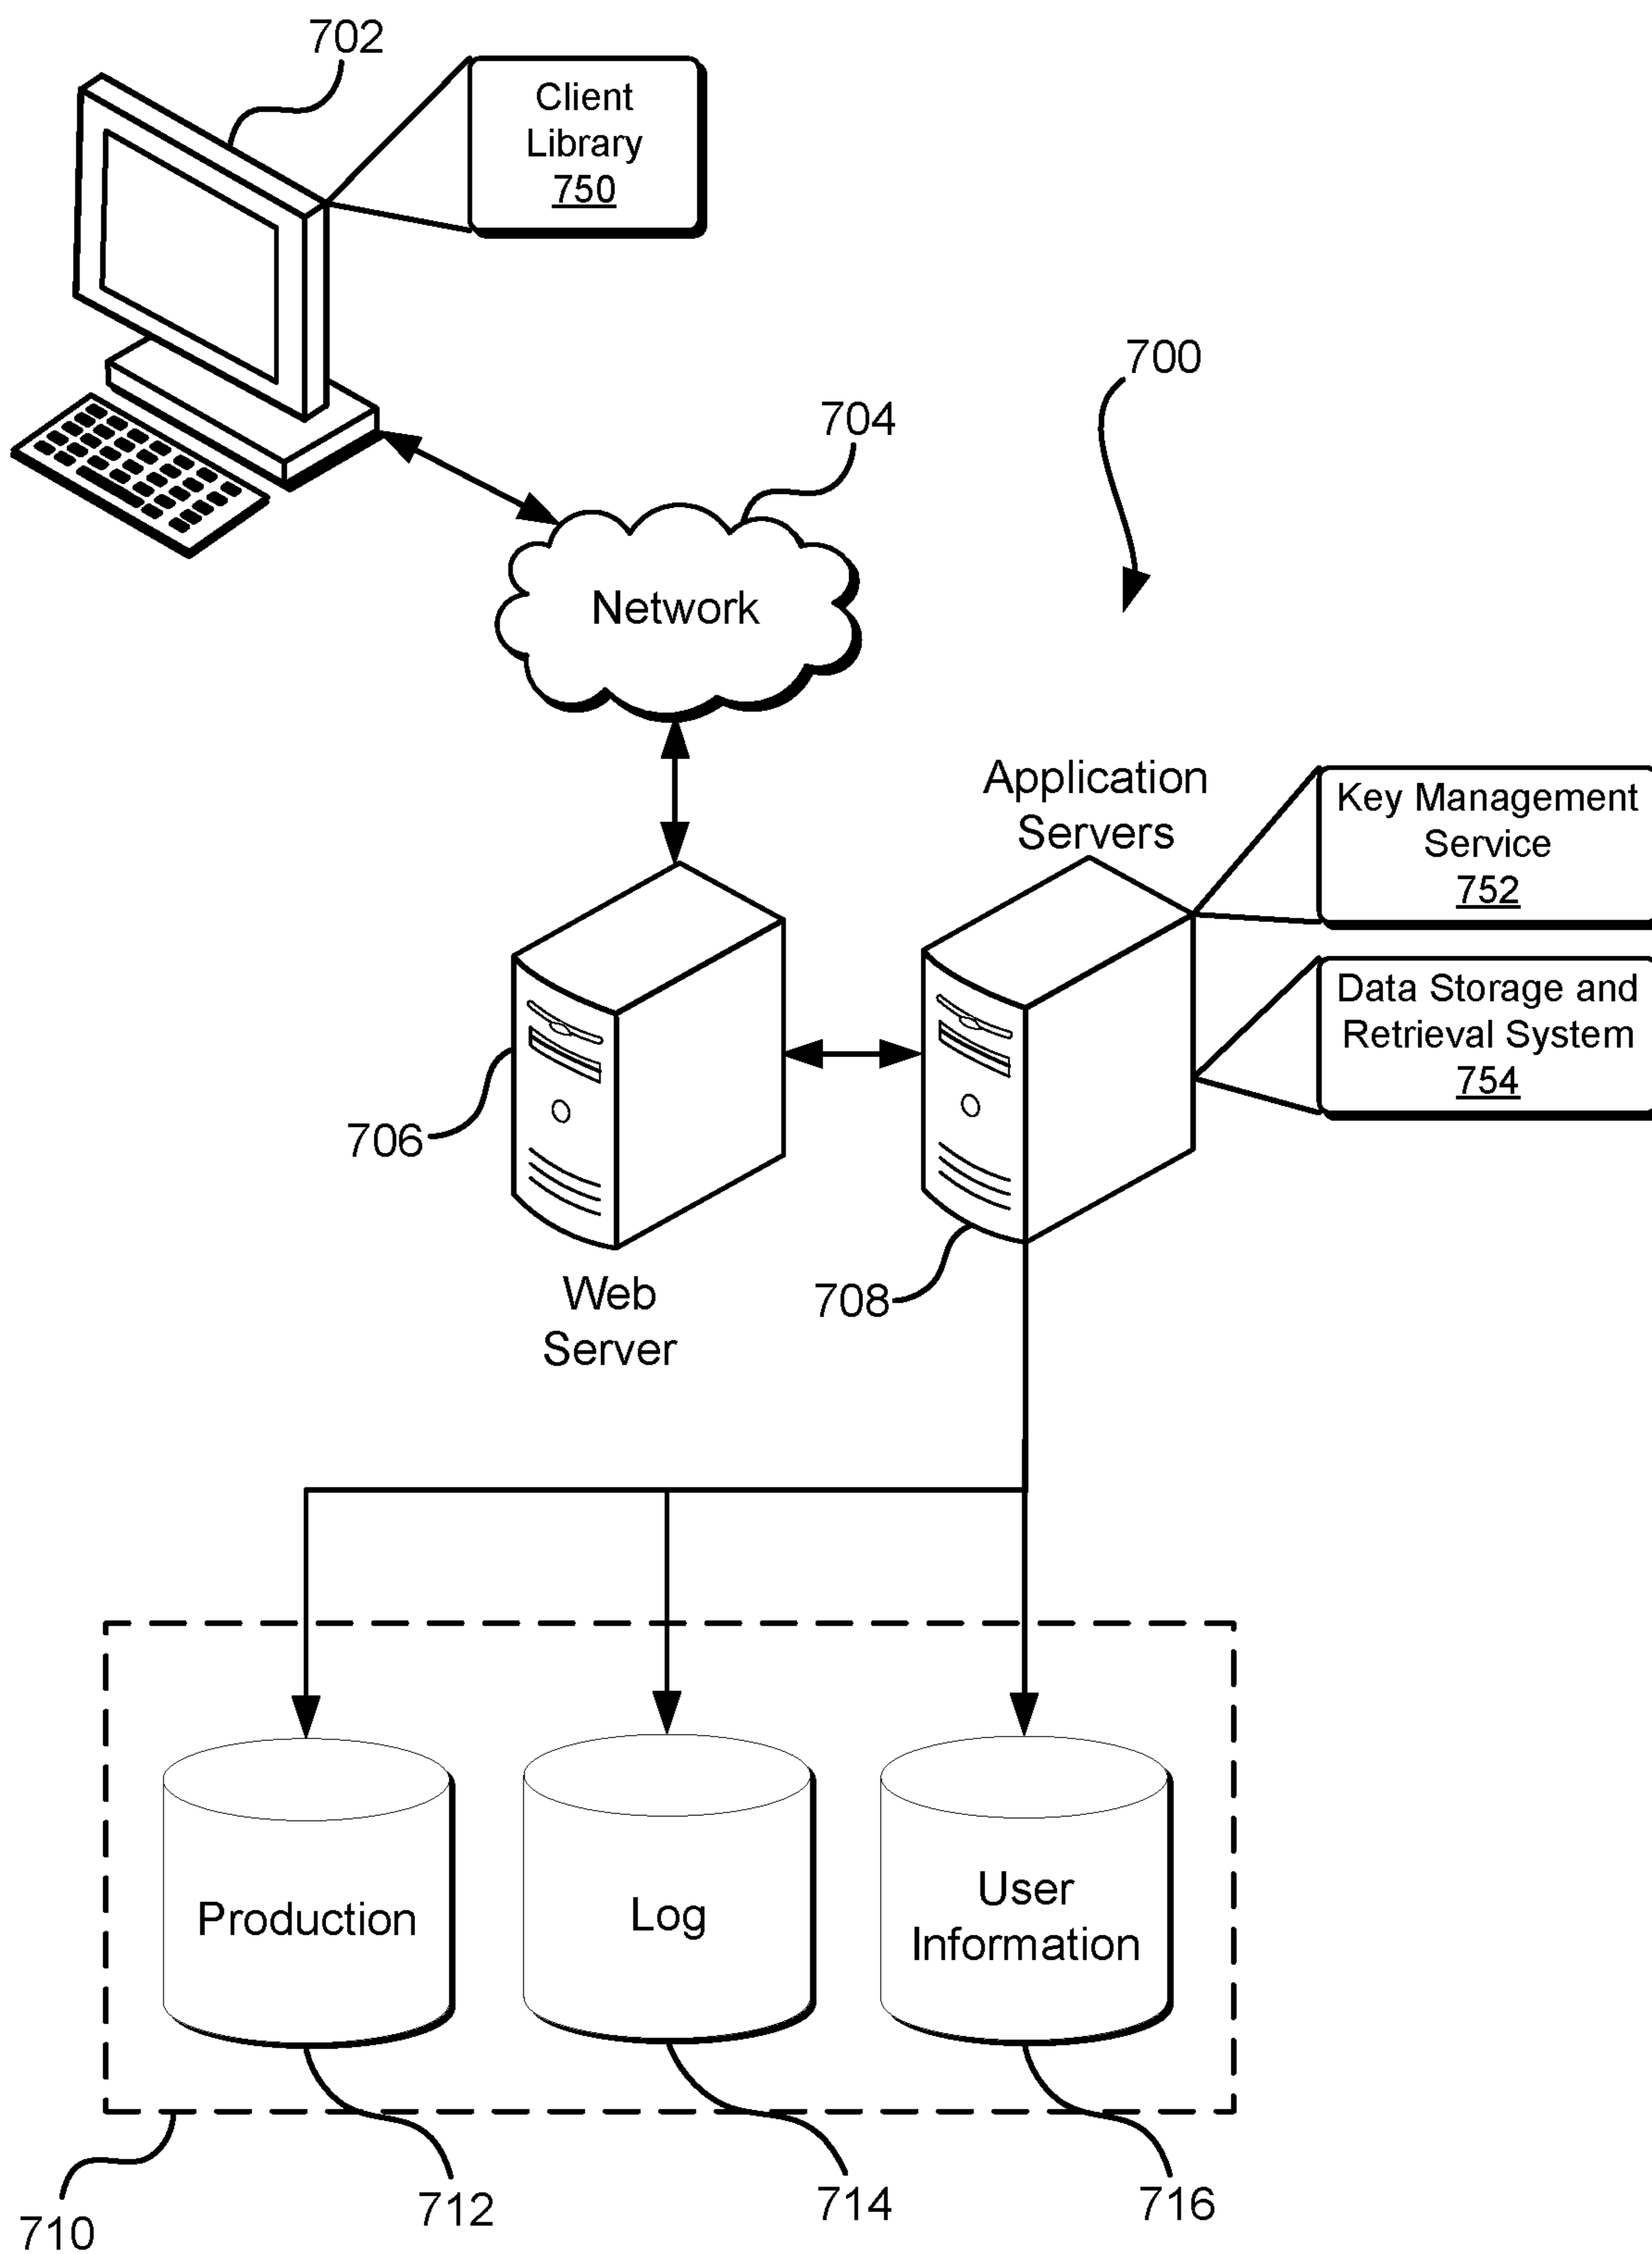 702
Client
Library
750
700
704
Network
Application
Servers
Key Management
Service
752
Data Storage and
Retrieval System
754
706
708
Web
Server
Production
Log
User
Information
710
712
714
716